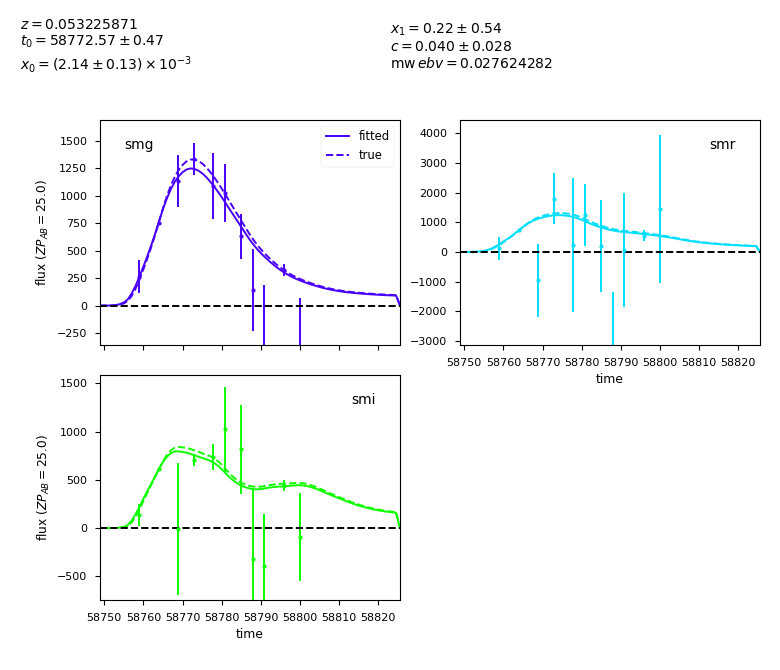 z = 0.053225871
t₀ = 58772.57 ± 0.47
x₀ = (2.14 ± 0.13) × 10⁻³
x₁ = 0.22 ± 0.54
c = 0.040 ± 0.028
mw ebv = 0.027624282
smg
fitted
true
1500
1250
1000
750
500
250
0
−250
flux (ZP_AB = 25.0)
smr
4000
3000
2000
1000
0
−1000
−2000
−3000
58750 58760 58770 58780 58790 58800 58810 58820
time
smi
1500
1000
500
0
−500
flux (ZP_AB = 25.0)
58750 58760 58770 58780 58790 58800 58810 58820
time